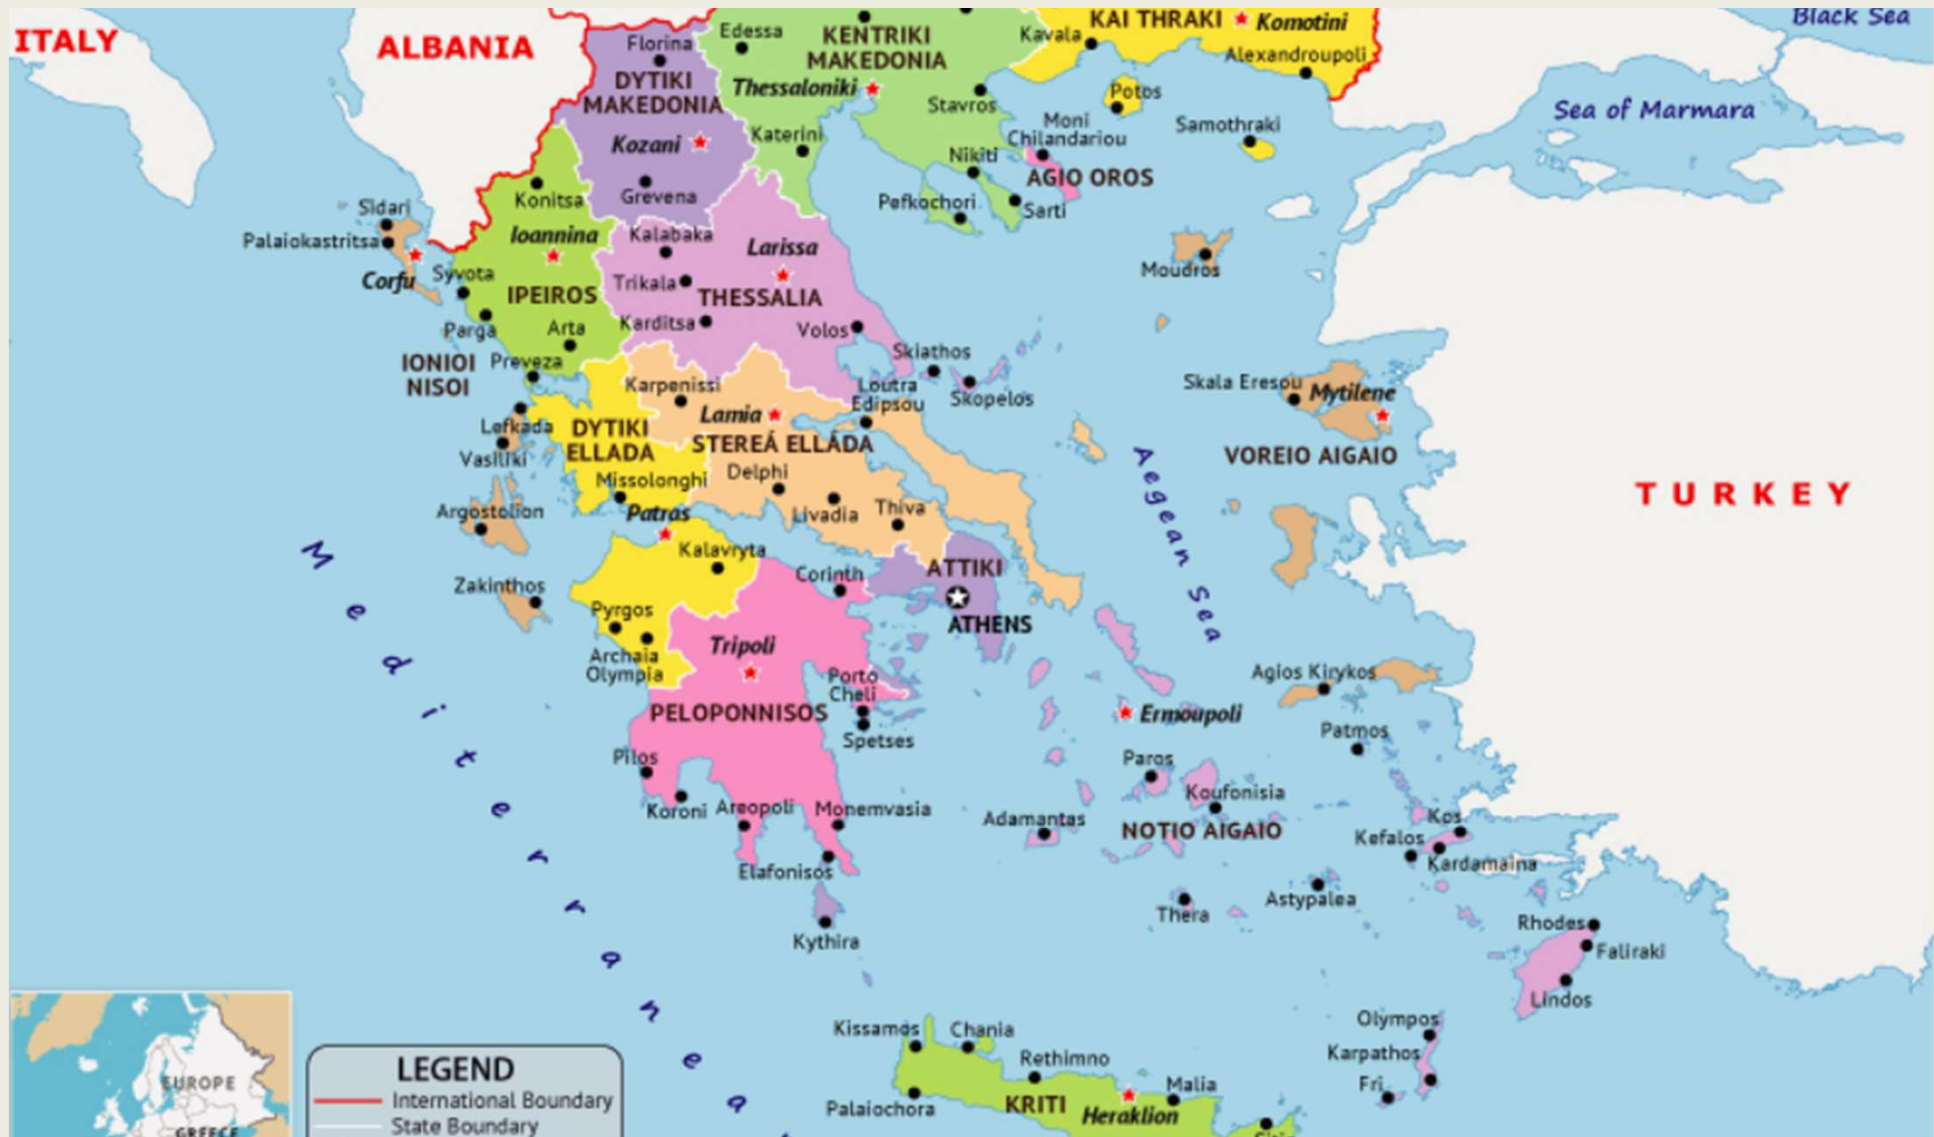 ITALY
ALBANIA
Florina
DYTIKI
MAKEDONIA
Kozani
Grevena
Edessa
KENTRIKI
MAKEDONIA
Thessaloniki
Stavros
Katerini
Nikiti
Pefkochori
Sarti
Moni
Chilandariou
AGIO OROS
Kavala
KAI THRAKI
Komotini
Alexandroupoli
Potos
Samothraki
Black Sea
Sea of Marmara
Moudros
Sidari
Palaiokastritsa
Corfu
Konitsa
Ioannina
Syvota
IPEIROS
Parga
Arta
Preveza
IONIOI
NISOI
Kalabaka
Larissa
Trikala
THESSALIA
Karditsa
Volos
Skiathos
Skopelos
Loutra
Edipsou
Karpenissi
Lamia
STEREÁ ELLÁDA
Delphi
Livadia
Thiva
DYTIKI
ELLADA
Missolonghi
Patras
Lefkada
Vasiliki
Argostolion
Zakinthos
Kalavryta
Pyrgos
Archaia
Olympia
Corinth
ATTIKI
ATHENS
Tripoli
PELOPONNISOS
Porto
Cheli
Spetses
Pilos
Koroni
Areopoli
Monemvasia
Elafonisos
Kythira
Skala Eresou
Mytilene
VOREIO AIGAIO
Aegean Sea
TURKEY
Agios Kirykos
Patmos
Ermoupoli
Paros
Koufonisia
Adamantas
NOTIO AIGAIO
Kos
Kefalos
Kardamaina
Astypalea
Thera
Rhodes
Faliraki
Lindos
Olympos
Karpathos
Fri
Kissamos
Chania
Rethimno
Malia
Palaiochora
KRITI
Heraklion
Mediterranea
EUROPE
GREECE
LEGEND
International Boundary
State Boundary